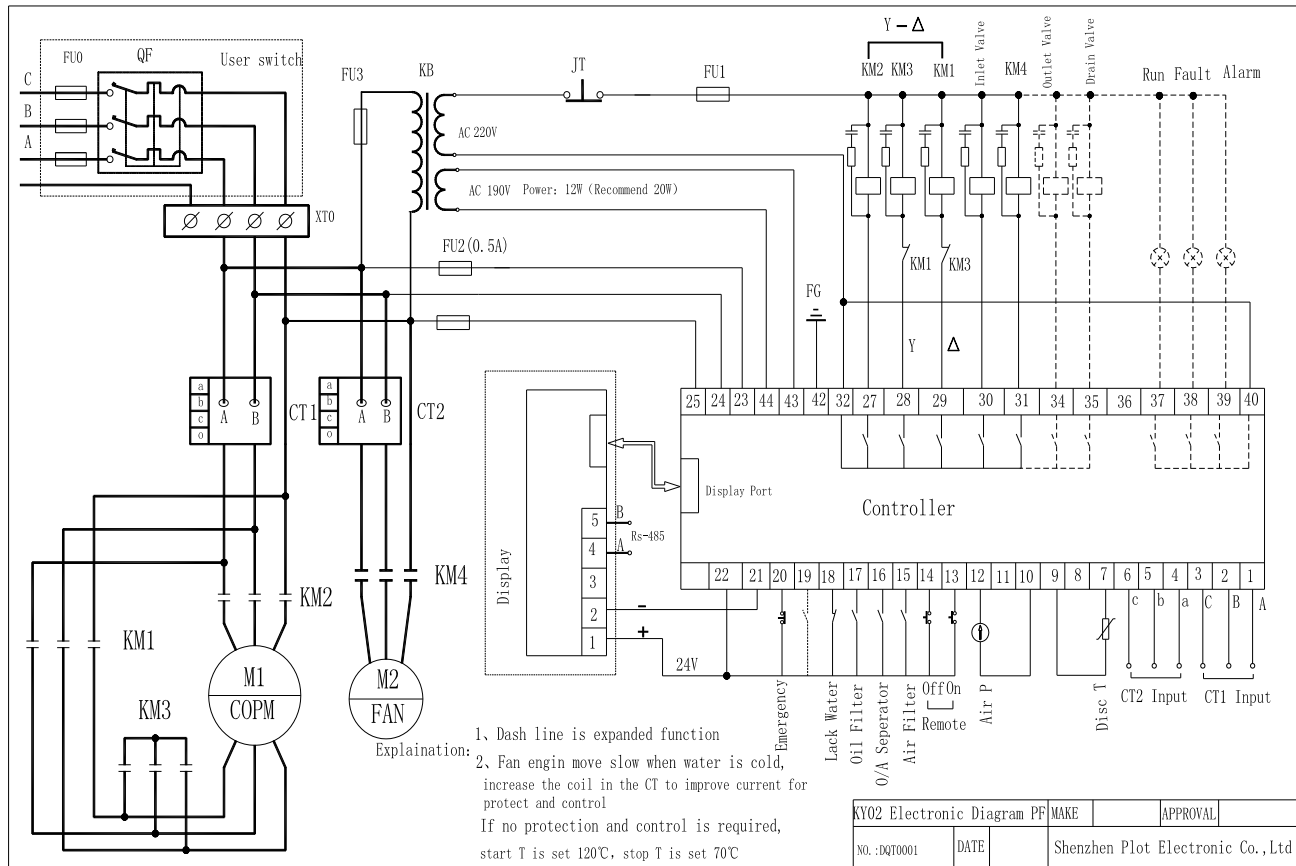 FU0
QF
User switch
C
B
A
XT0
FU3
KB
JT
FU1
AC 220V
AC 190V Power: 12W (Recommend 20W)
FU2(0.5A)
Y－Δ
KM2 KM3 KM1
Inlet Valve
KM4
Outlet Valve
Drain Valve
Run Fault Alarm
KM1
KM3
FG
Y
Δ
a
b
c
o
A B
CT1
a
b
c
o
A B
CT2
25 24 23 44 43 42 32 27 28 29 30 31 34 35 36 37 38 39 40
Display Port
Controller
22 21 20 19 18 17 16 15 14 13 12 11 10 9 8 7 6 5 4 3 2 1
c b a C B A
Display
5 B
Rs-485
4 A
3
2 -
1 +
24V
Emergency
Lack Water
Oil Filter
O/A Seperator
Air Filter
Off On
Remote
Air P
Disc T
CT2 Input
CT1 Input
KM2
KM4
KM1
KM3
M1
COPM
M2
FAN
Explaination:
1、Dash line is expanded function
2、Fan engin move slow when water is cold,
increase the coil in the CT to improve current for
protect and control
If no protection and control is required,
start T is set 120℃, stop T is set 70℃
KY02 Electronic Diagram PF MAKE APPROVAL
NO.:DQT0001 DATE Shenzhen Plot Electronic Co.,Ltd